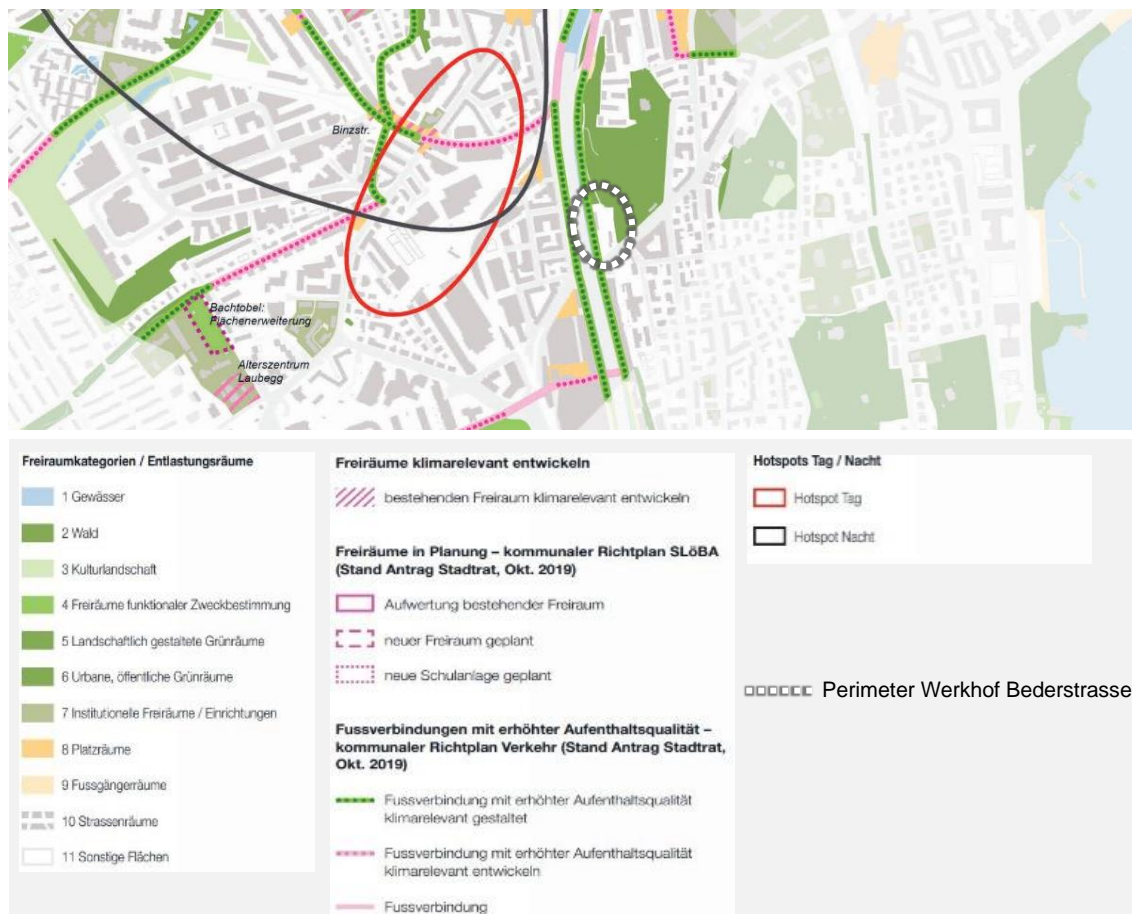 Binzstr.
Bachtobel:
Flächenerweiterung
Alterszentrum
Laubegg
Freiraumkategorien / Entlastungsräume
1 Gewässer
2 Wald
3 Kulturlandschaft
4 Freiräume funktionaler Zweckbestimmung
5 Landschaftlich gestaltete Grünräume
6 Urbane, öffentliche Grünräume
7 Institutionelle Freiräume / Einrichtungen
8 Platzräume
9 Fussgängerräume
10 Strassenräume
11 Sonstige Flächen
Freiräume klimarelevant entwickeln
bestehenden Freiraum klimarelevant entwickeln
Freiräume in Planung – kommunaler Richtplan SLöBA
(Stand Antrag Stadtrat, Okt. 2019)
Aufwertung bestehender Freiraum
neuer Freiraum geplant
neue Schulanlage geplant
Fussverbindungen mit erhöhter Aufenthaltsqualität –
kommunaler Richtplan Verkehr (Stand Antrag Stadtrat,
Okt. 2019)
Fussverbindung mit erhöhter Aufenthaltsqualität
klimarelevant gestaltet
Fussverbindung mit erhöhter Aufenthaltsqualität
klimarelevant entwickeln
Fussverbindung
Hotspots Tag / Nacht
Hotspot Tag
Hotspot Nacht
Perimeter Werkhof Bederstrasse